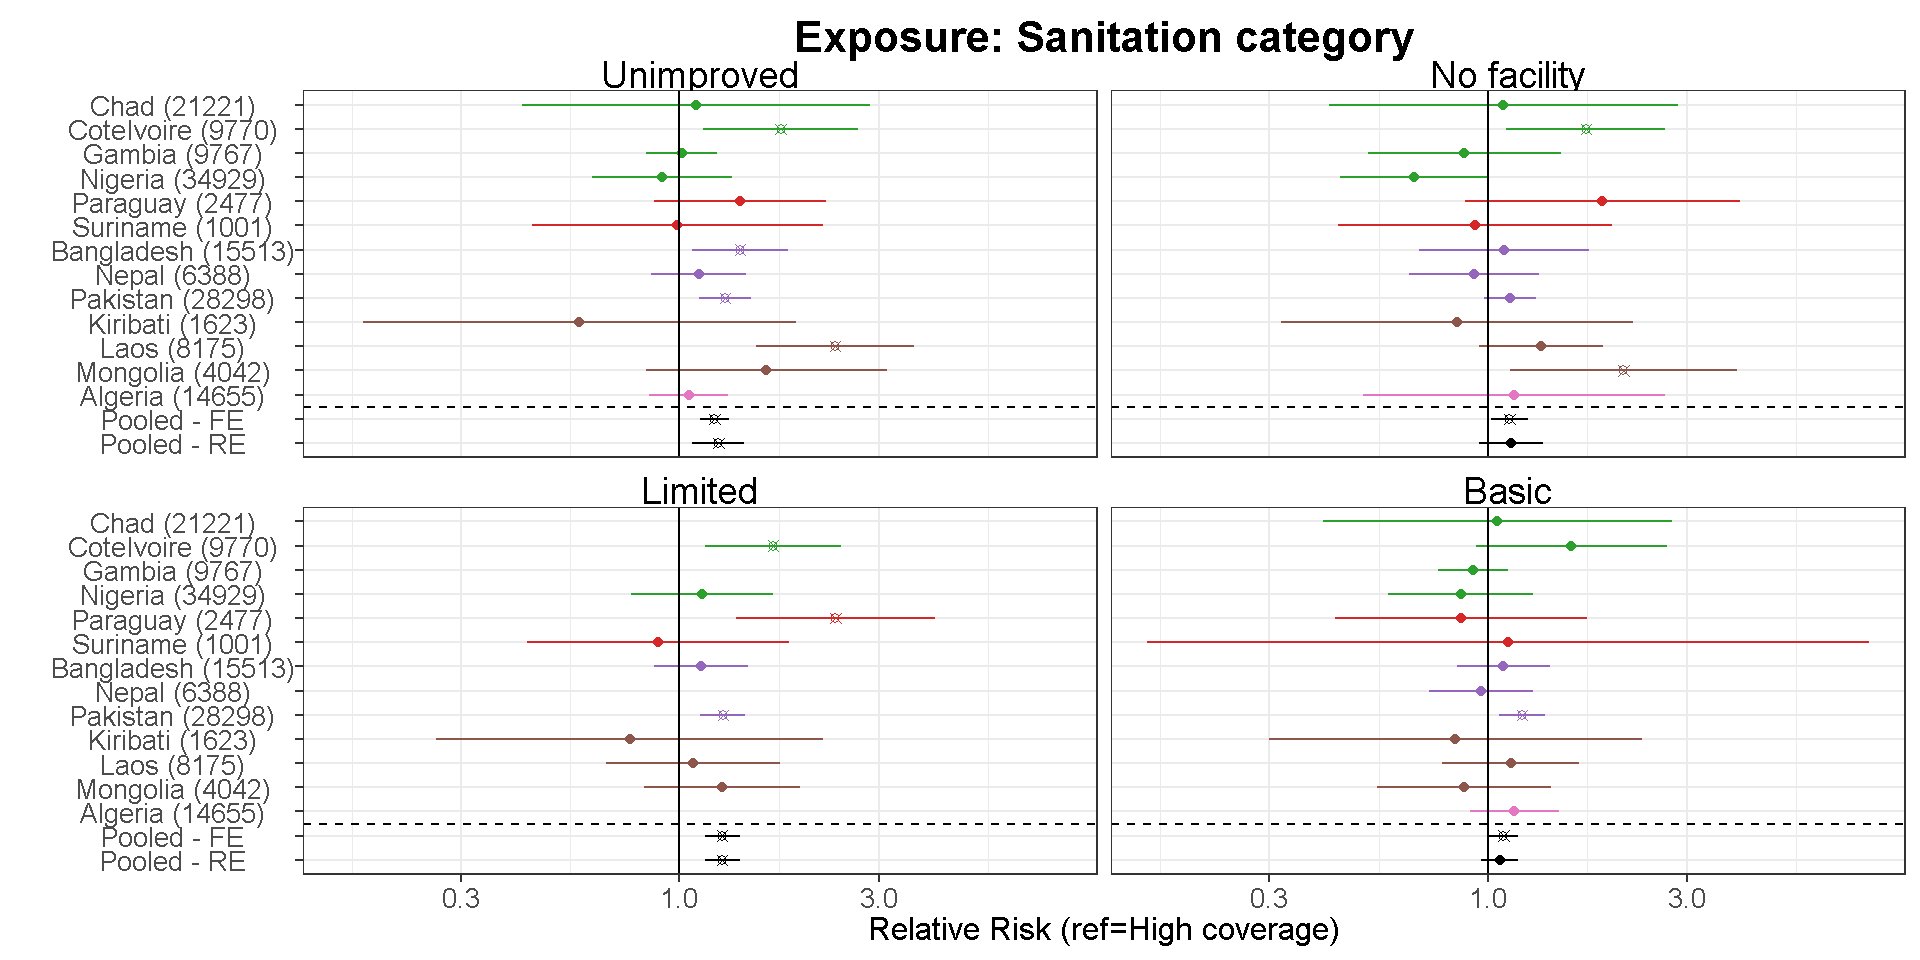 Exposure: Sanitation category
Unimproved
No facility
Chad (21221)
CoteIvoire (9770)
Gambia (9767)
Nigeria (34929)
Paraguay (2477)
Suriname (1001)
Bangladesh (15513)
Nepal (6388)
Pakistan (28298)
Kiribati (1623)
Laos (8175)
Mongolia (4042)
Algeria (14655)
Pooled - FE
Pooled - RE
Limited
Basic
Chad (21221)
CoteIvoire (9770)
Gambia (9767)
Nigeria (34929)
Paraguay (2477)
Suriname (1001)
Bangladesh (15513)
Nepal (6388)
Pakistan (28298)
Kiribati (1623)
Laos (8175)
Mongolia (4042)
Algeria (14655)
Pooled - FE
Pooled - RE
0.3 1.0 3.0
0.3 1.0 3.0
Relative Risk (ref=High coverage)